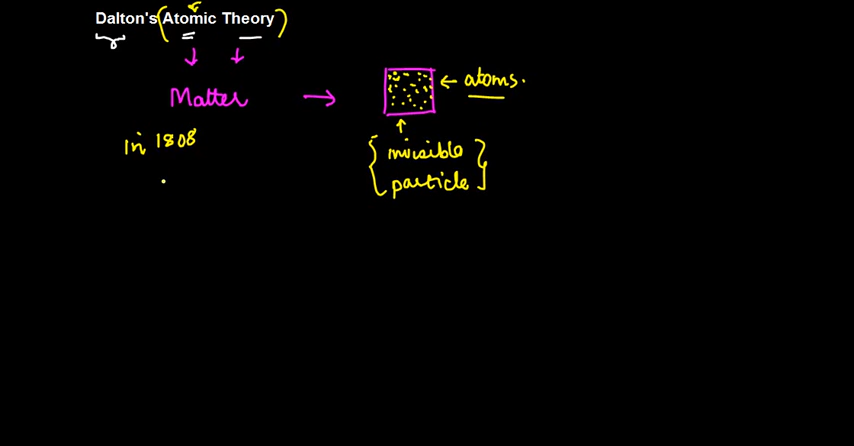 Dalton's (Atomic Theory)
Matter → ← atoms.
in 1808
{ invisible
particle }